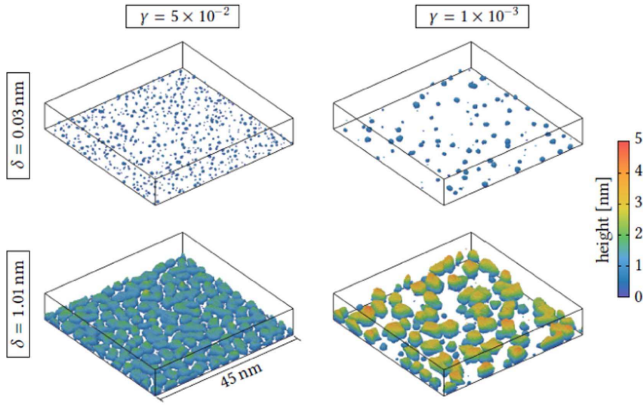 γ = 5 × 10⁻²
γ = 1 × 10⁻³
δ = 0.03 nm
δ = 1.01 nm
45 nm
height [nm]
5
4
3
2
1
0